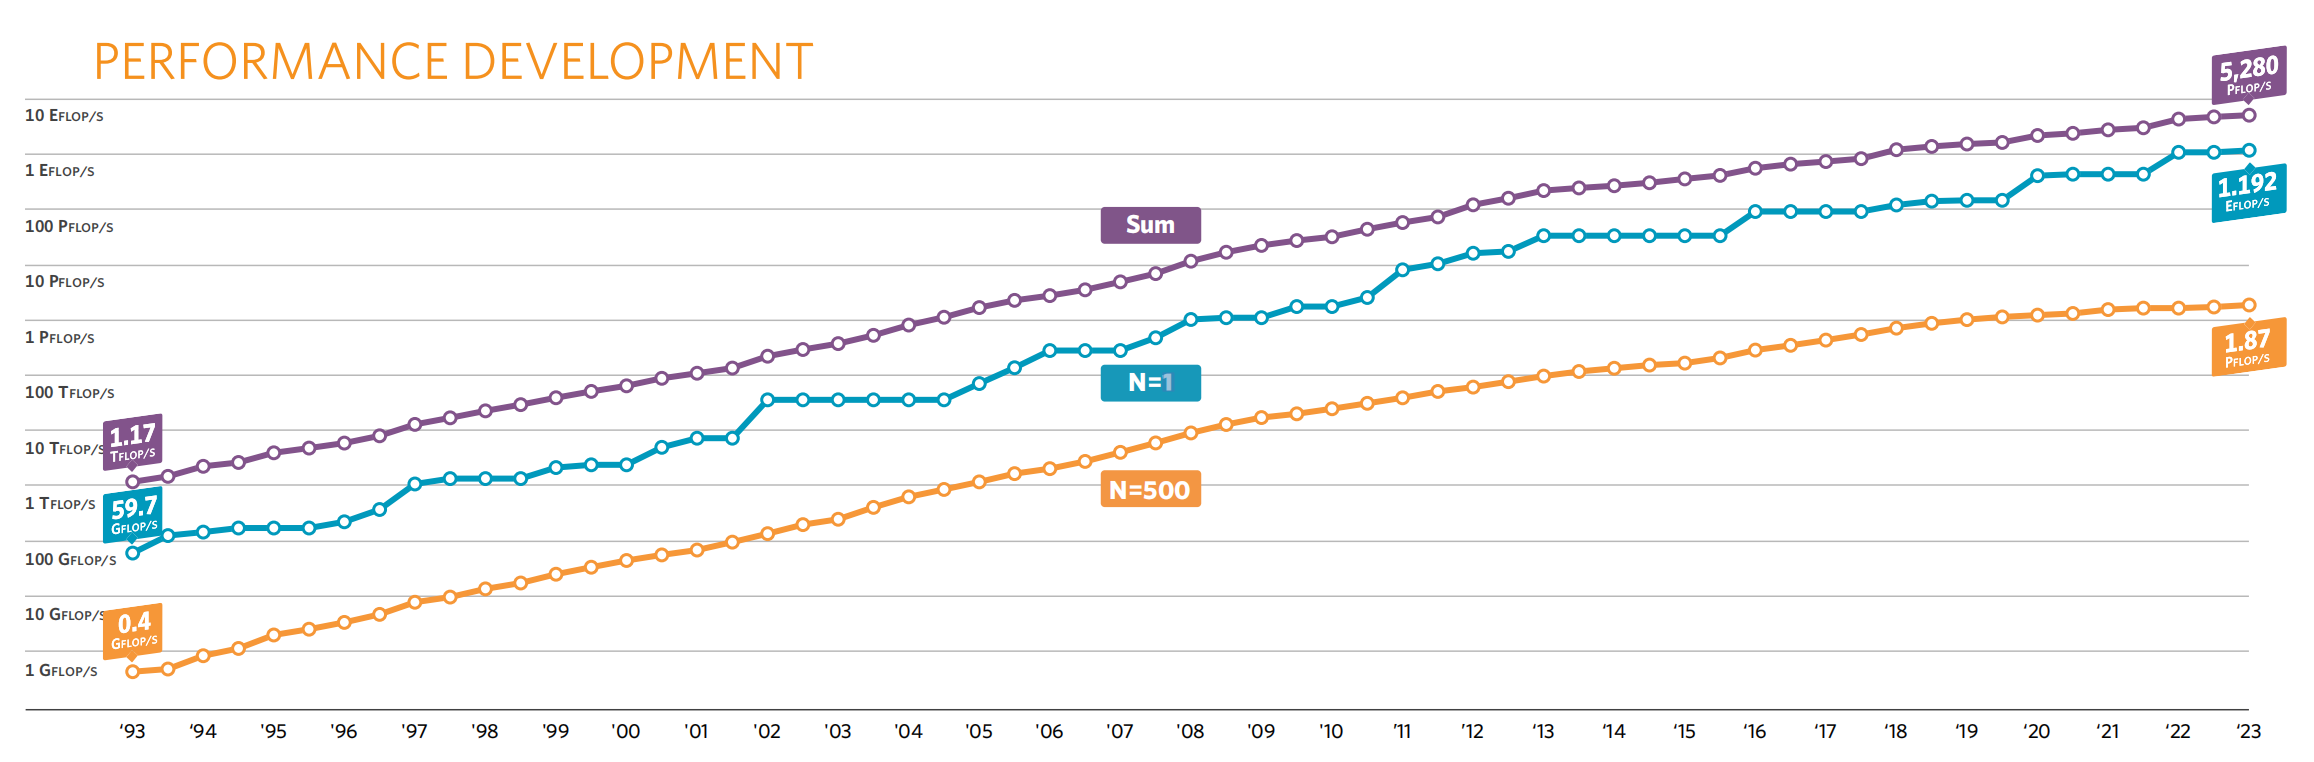 PERFORMANCE DEVELOPMENT
5,280
PFLOP/S
10 EFLOP/S
1 EFLOP/S
1.192
EFLOP/S
100 PFLOP/S
Sum
10 PFLOP/S
1 PFLOP/S
1.87
PFLOP/S
N=1
100 TFLOP/S
1.17
TFLOP/S
10 TFLOP/S
N=500
1 TFLOP/S
59.7
GFLOP/S
100 GFLOP/S
10 GFLOP/S
0.4
GFLOP/S
1 GFLOP/S
‘93 ‘94 '95 '96 '97 '98 '99 '00 '01 '02 '03 '04 '05 '06 '07 '08 '09 '10 '11 '12 ‘13 ‘14 ‘15 ‘16 ‘17 ‘18 ‘19 ‘20 ‘21 ‘22 ‘23